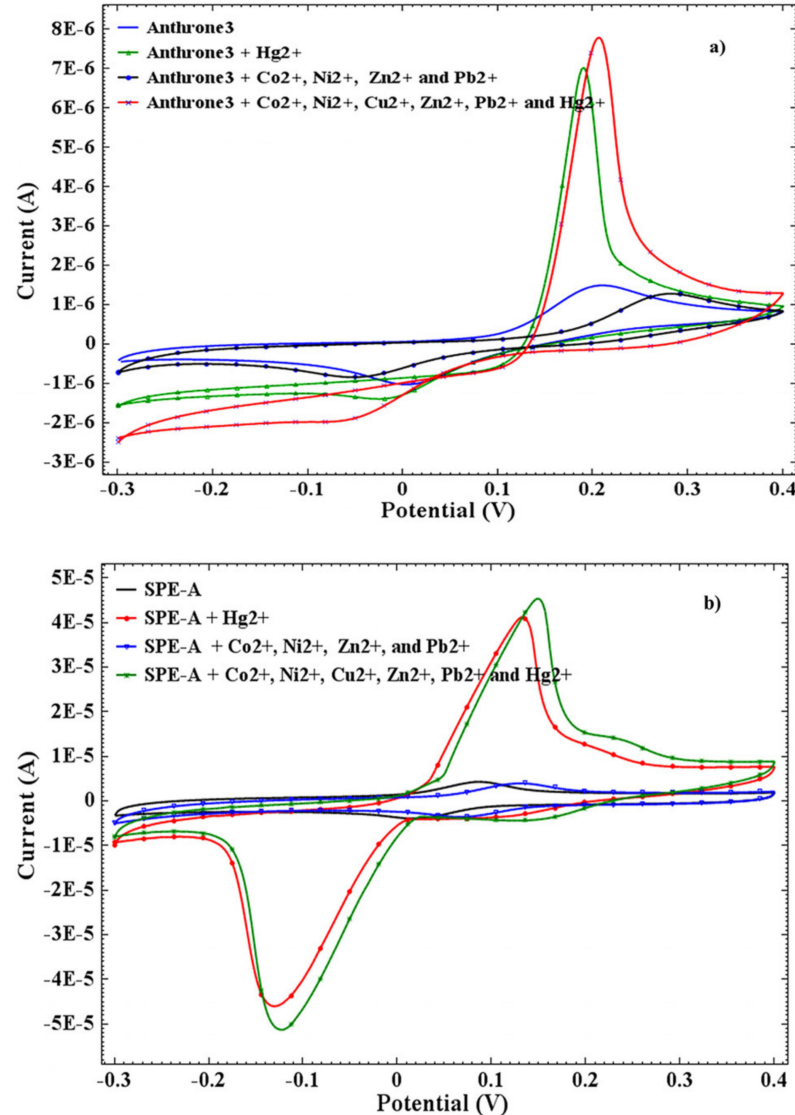 8E-6
7E-6
6E-6
5E-6
4E-6
3E-6
2E-6
1E-6
0
-1E-6
-2E-6
-3E-6
Current (A)
Anthrone3
Anthrone3 + Hg2+
Anthrone3 + Co2+, Ni2+, Zn2+ and Pb2+
Anthrone3 + Co2+, Ni2+, Cu2+, Zn2+, Pb2+ and Hg2+
a)
-0.3 -0.2 -0.1 0 0.1 0.2 0.3 0.4
Potential (V)
5E-5
4E-5
3E-5
2E-5
1E-5
0
-1E-5
-2E-5
-3E-5
-4E-5
-5E-5
Current (A)
SPE-A
SPE-A + Hg2+
SPE-A + Co2+, Ni2+, Zn2+, and Pb2+
SPE-A + Co2+, Ni2+, Cu2+, Zn2+, Pb2+ and Hg2+
b)
-0.3 -0.2 -0.1 0 0.1 0.2 0.3 0.4
Potential (V)